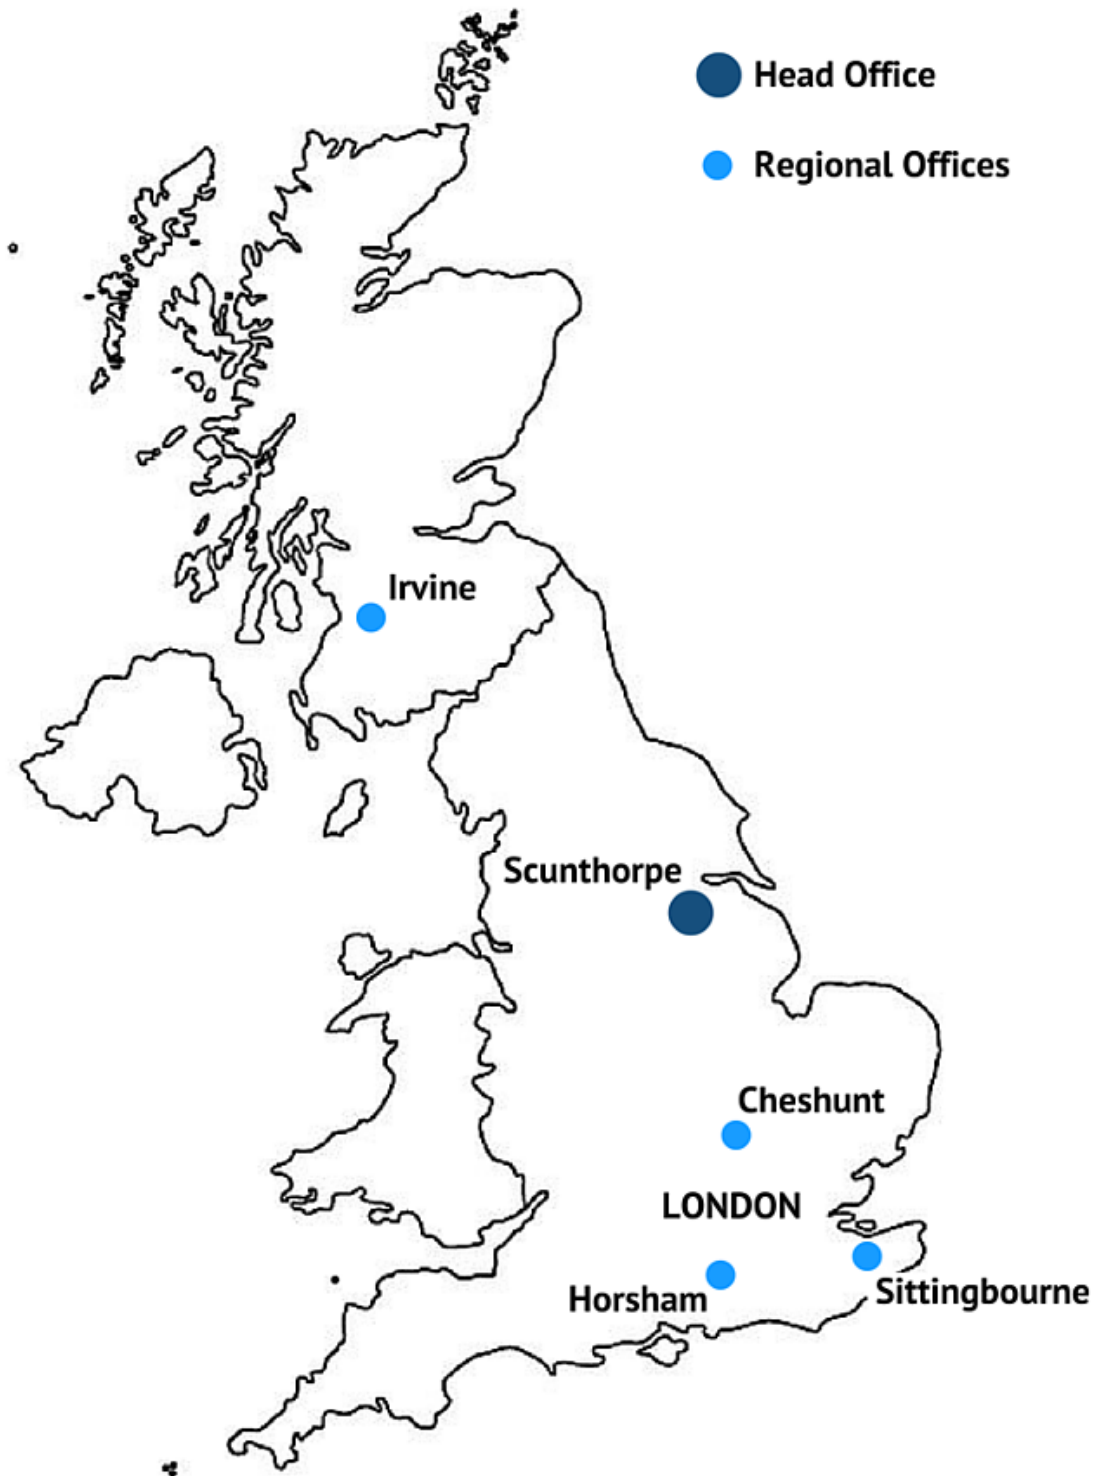 Head Office
Regional Offices
Irvine
Scunthorpe
Cheshunt
LONDON
Horsham
Sittingbourne